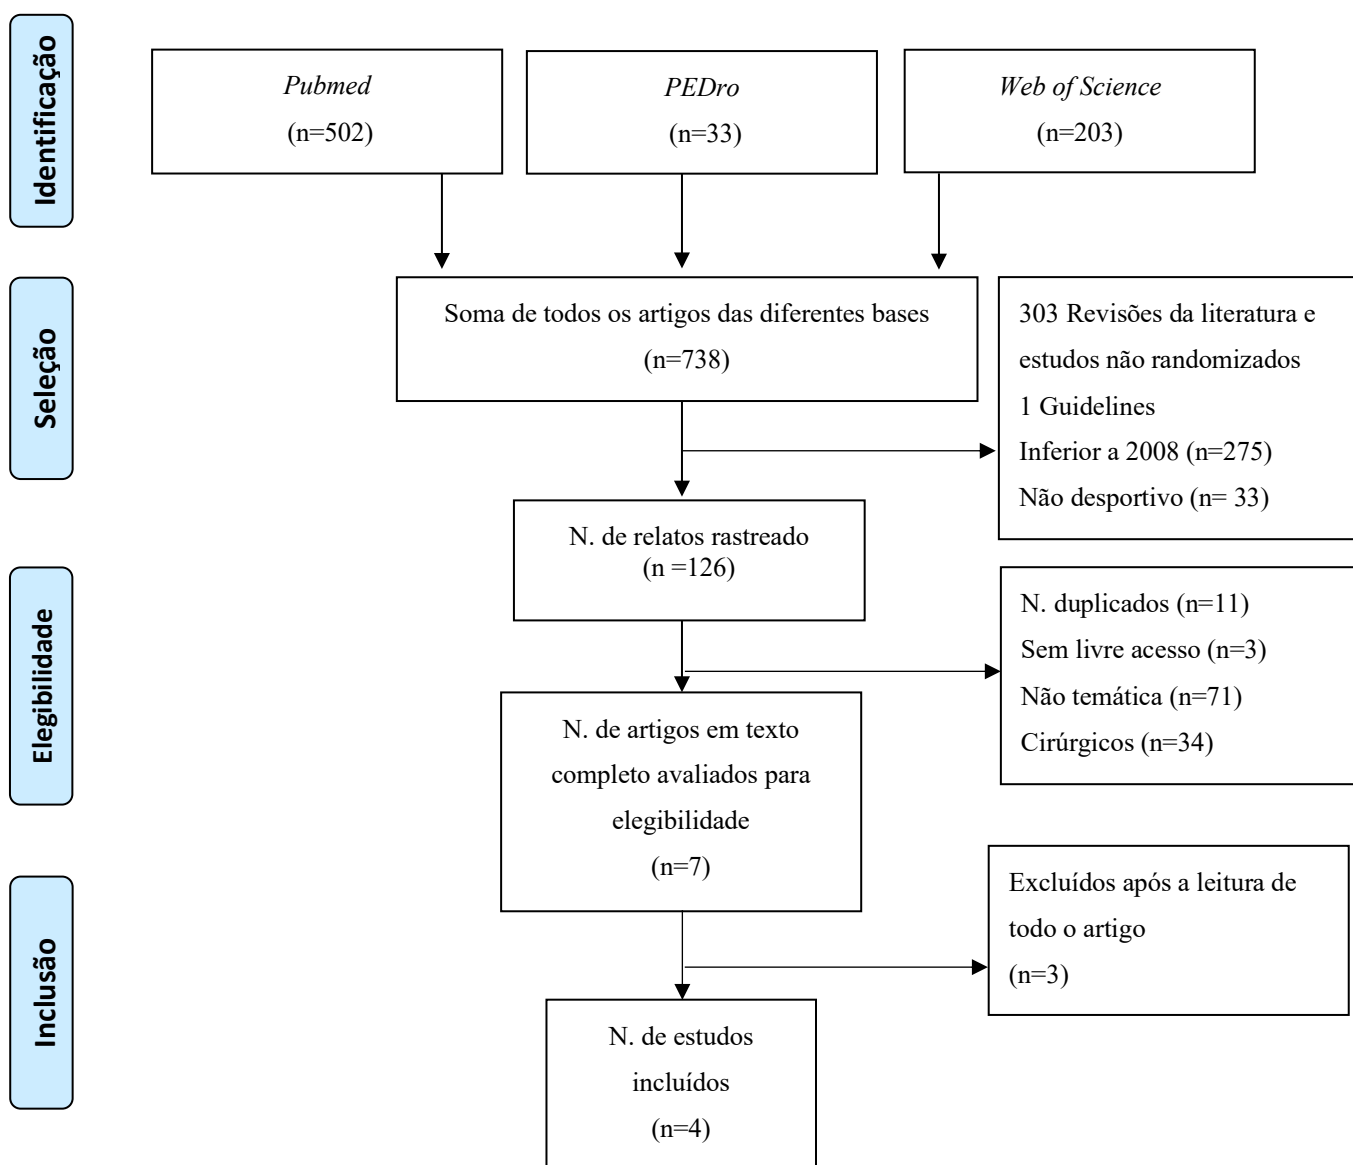 Identificação
Pubmed
(n=502)
PEDro
(n=33)
Web of Science
(n=203)
Seleção
Soma de todos os artigos das diferentes bases
(n=738)
303 Revisões da literatura e
estudos não randomizados
1 Guidelines
Inferior a 2008 (n=275)
Não desportivo (n= 33)
N. de relatos rastreado
(n =126)
Elegibilidade
N. duplicados (n=11)
Sem livre acesso (n=3)
Não temática (n=71)
Cirúrgicos (n=34)
N. de artigos em texto
completo avaliados para
elegibilidade
(n=7)
Inclusão
Excluídos após a leitura de
todo o artigo
(n=3)
N. de estudos
incluídos
(n=4)